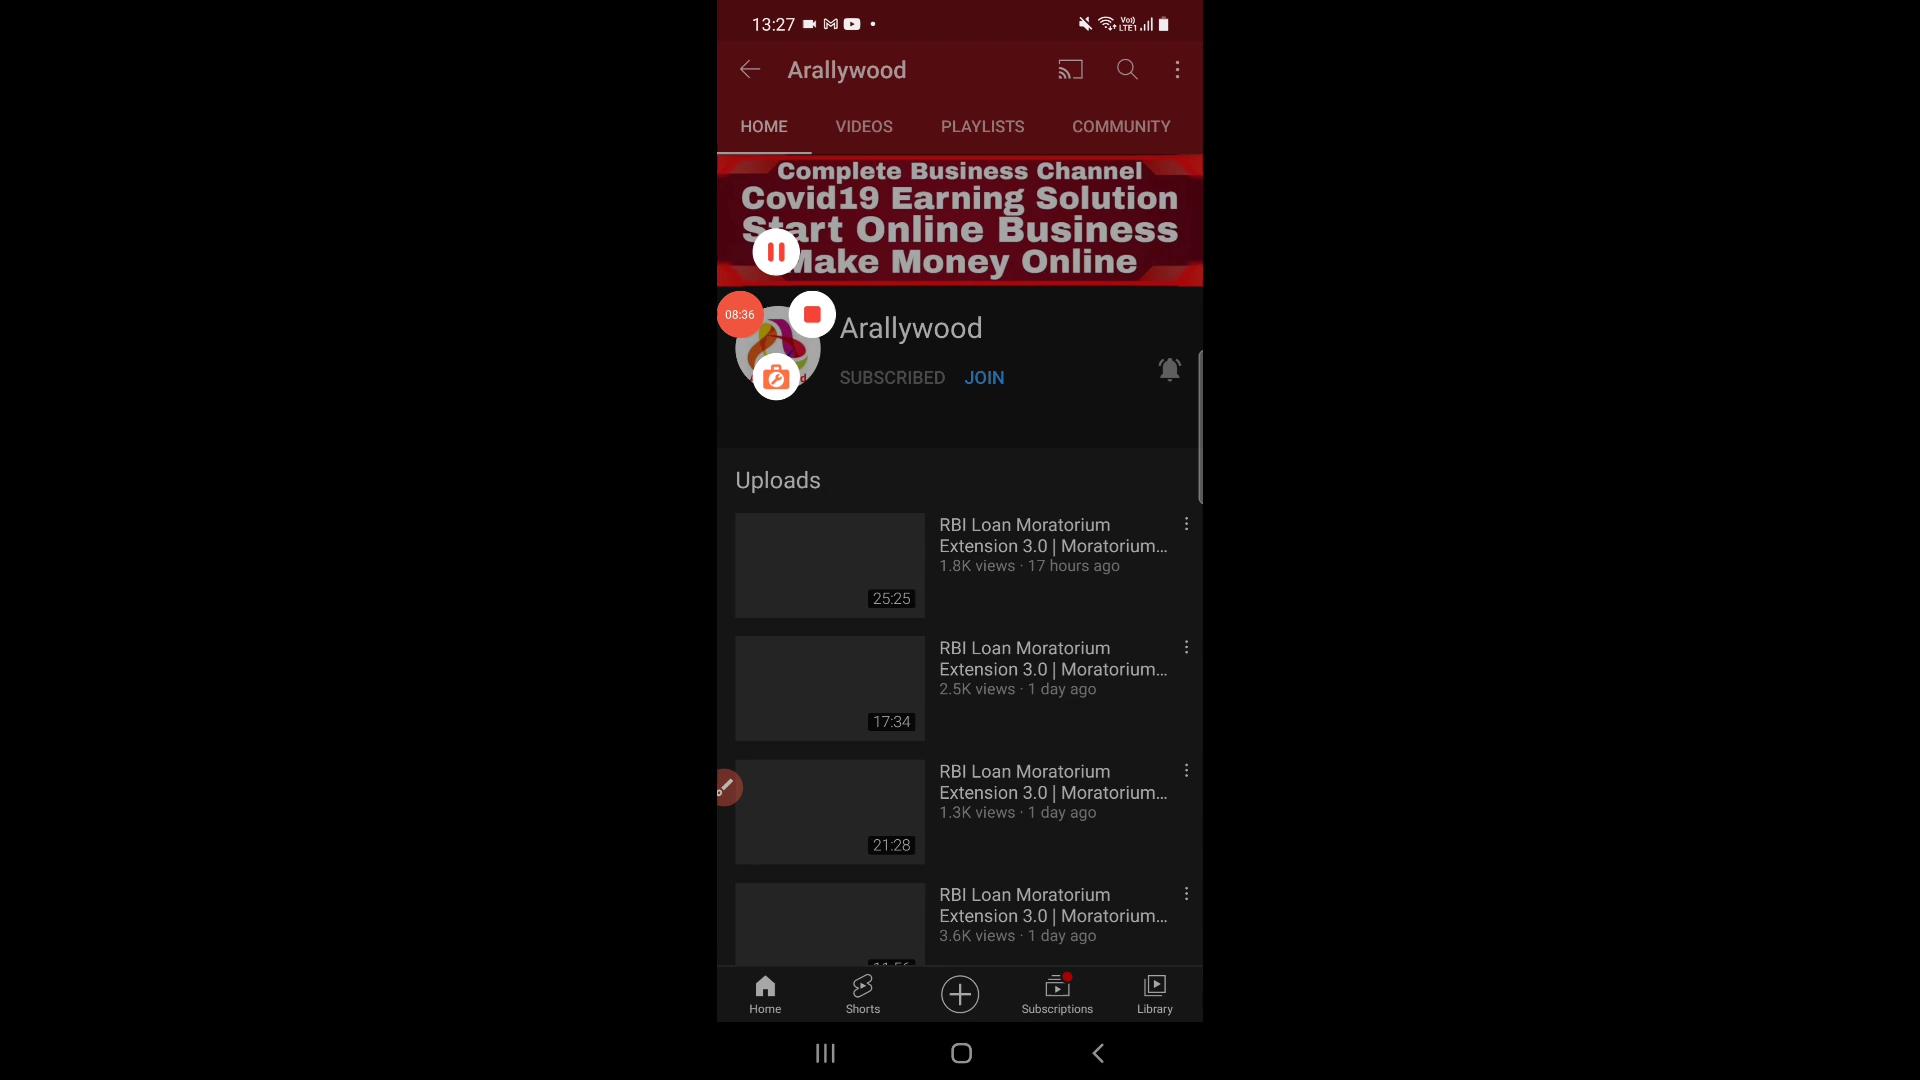 13:27
Arallywood
HOME VIDEOS PLAYLISTS COMMUNITY
Complete Business Channel
Covid19 Earning Solution
Start Online Business
Make Money Online
08:36
Arallywood
SUBSCRIBED JOIN
Uploads
RBI Loan Moratorium
Extension 3.0 | Moratorium...
1.8K views · 17 hours ago
25:25
RBI Loan Moratorium
Extension 3.0 | Moratorium...
2.5K views · 1 day ago
17:34
RBI Loan Moratorium
Extension 3.0 | Moratorium...
1.3K views · 1 day ago
21:28
RBI Loan Moratorium
Extension 3.0 | Moratorium...
3.6K views · 1 day ago
Home Shorts Subscriptions Library